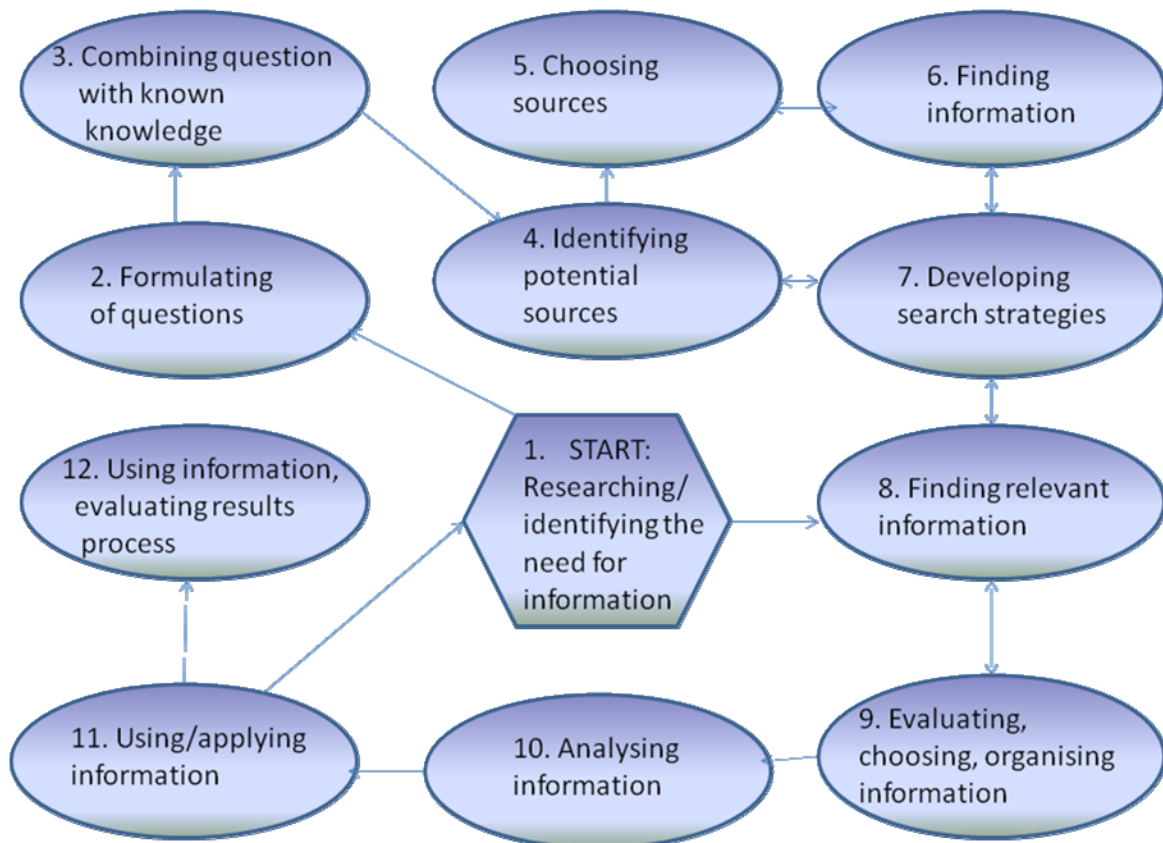 3. Combining question
with known
knowledge
5. Choosing
sources
6. Finding
information
2. Formulating
of questions
4. Identifying
potential
sources
7. Developing
search strategies
12. Using information,
evaluating results
process
1. START:
Researching/
identifying the
need for
information
8. Finding relevant
information
11. Using/applying
information
10. Analysing
information
9. Evaluating,
choosing, organising
information